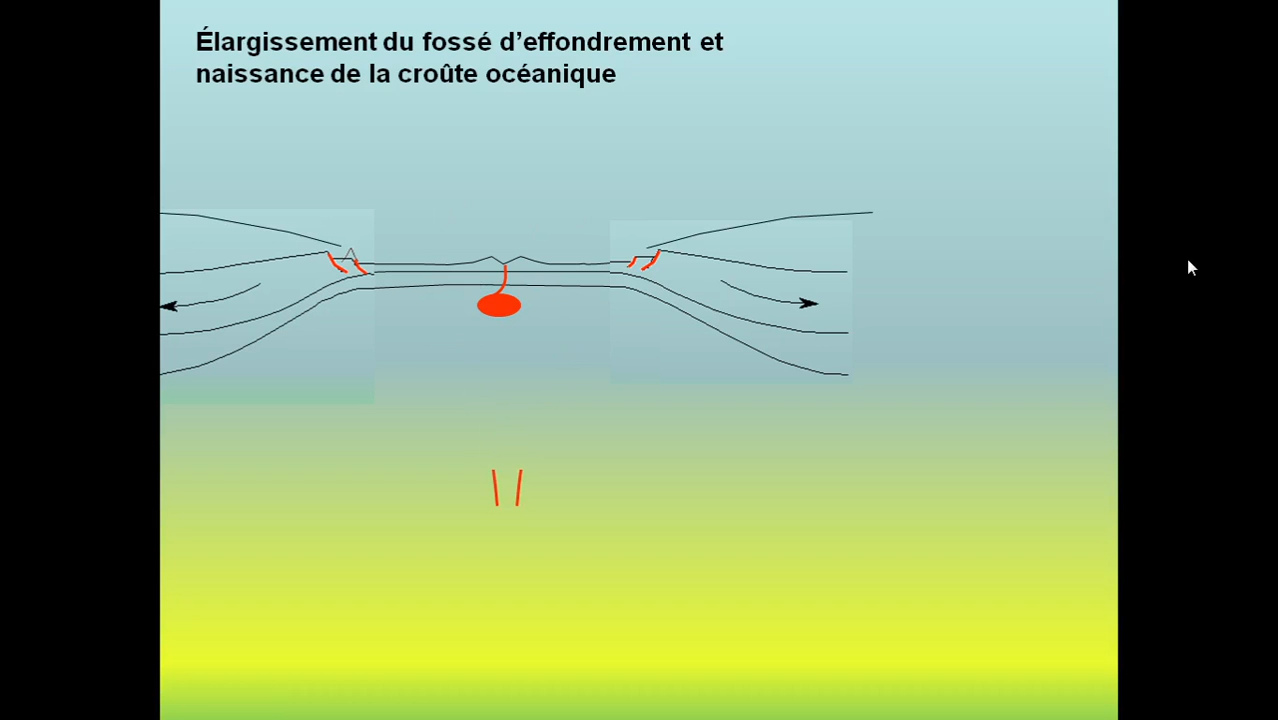 Élargissement du fossé d’effondrement et
naissance de la croûte océanique